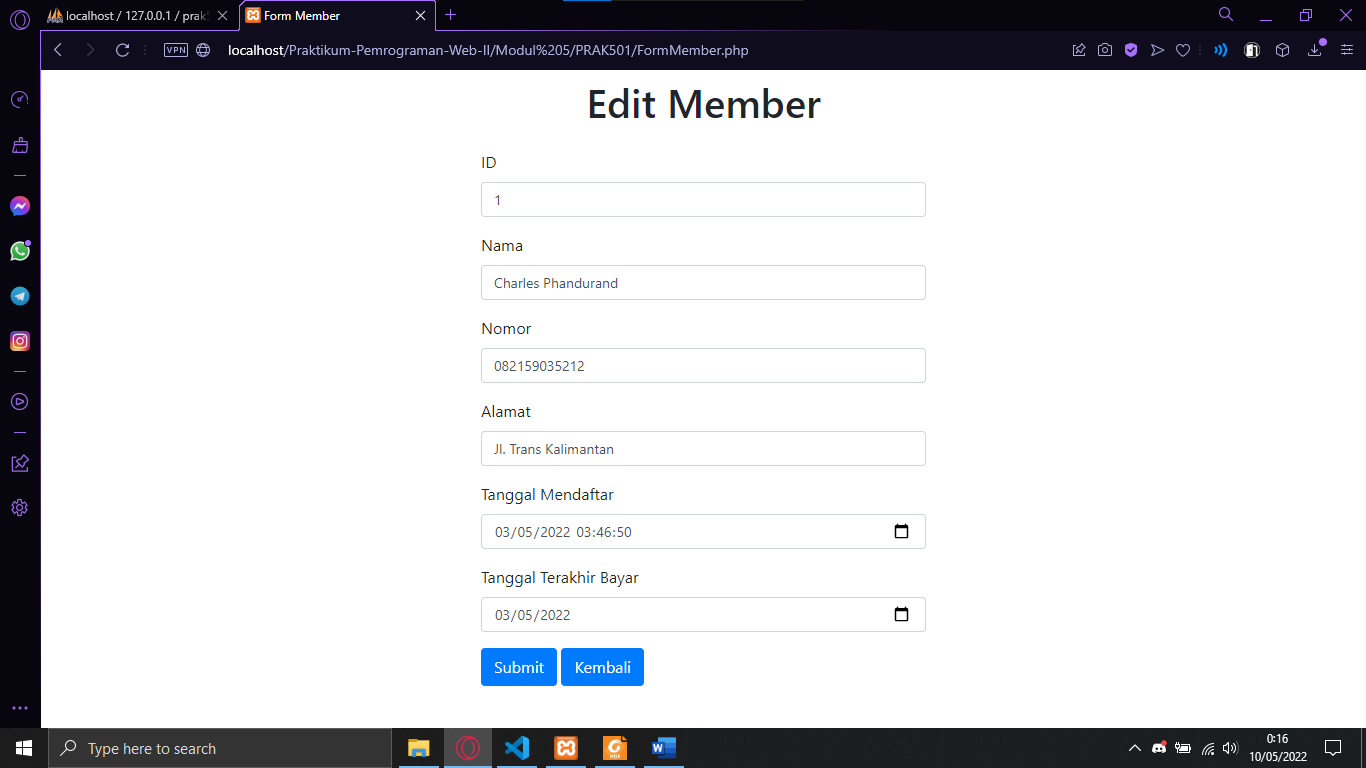 localhost / 127.0.0.1 / prak5
Form Member
VPN
localhost/Praktikum-Pemrograman-Web-II/Modul%205/PRAK501/FormMember.php
Edit Member
ID
1
Nama
Charles Phandurand
Nomor
082159035212
Alamat
Jl. Trans Kalimantan
Tanggal Mendaftar
03/05/2022 03:46:50
Tanggal Terakhir Bayar
03/05/2022
Submit Kembali
Type here to search
0:16
10/05/2022